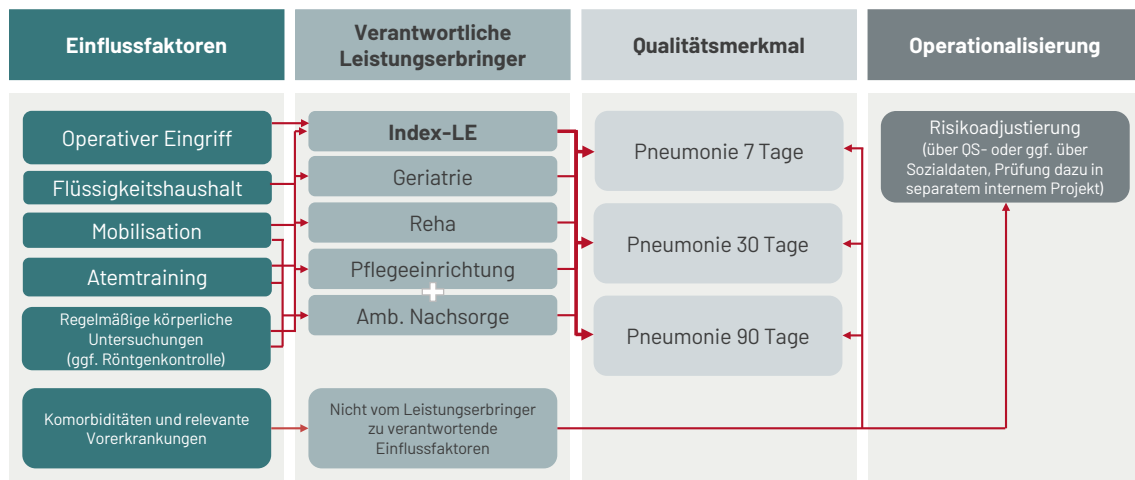 Einflussfaktoren
Verantwortliche
Leistungserbringer
Qualitätsmerkmal
Operationalisierung
Operativer Eingriff
Flüssigkeitshaushalt
Mobilisation
Atemtraining
Regelmäßige körperliche
Untersuchungen
(ggf. Röntgenkontrolle)
Komorbiditäten und relevante
Vorerkrankungen
Index-LE
Geriatrie
Reha
Pflegeeinrichtung
+
Amb. Nachsorge
Nicht vom Leistungserbringer
zu verantwortende
Einflussfaktoren
Pneumonie 7 Tage
Pneumonie 30 Tage
Pneumonie 90 Tage
Risikoadjustierung
(über QS- oder ggf. über
Sozialdaten, Prüfung dazu in
separatem internem Projekt)